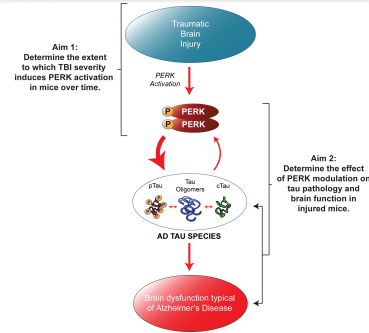 Traumatic
Brain
Injury
Aim 1:
Determine the extent
to which TBI severity
induces PERK activation
in mice over time.
PERK
Activation
P PERK
P PERK
Aim 2:
Determine the effect
of PERK modulation on
tau pathology and
brain function in
injured mice.
pTau
Tau
Oligomers
cTau
AD TAU SPECIES
Brain dysfunction typical
of Alzheimer's Disease